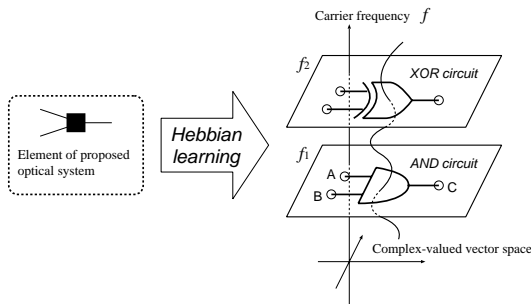 Carrier frequency f
f2
XOR circuit
Element of proposed
optical system
Hebbian
learning
f1
AND circuit
A
B
C
Complex-valued vector space